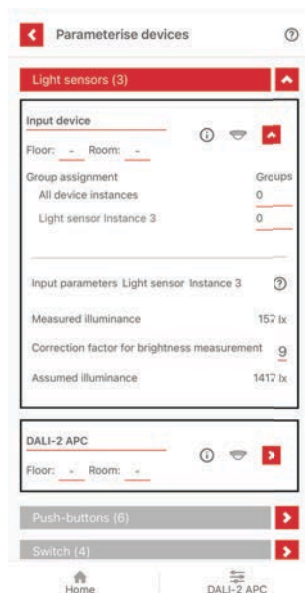 Parameterise devices
Light sensors (3)
Input device
Floor: - Room: -
Group assignment Groups
All device instances 0
Light sensor Instance 3 0
Input parameters Light sensor Instance 3
Measured illuminance 157 lx
Correction factor for brightness measurement 9
Assumed illuminance 1417 lx
DALI-2 APC
Floor: - Room: -
Push-buttons (6)
Switch (4)
Home DALI-2 APC